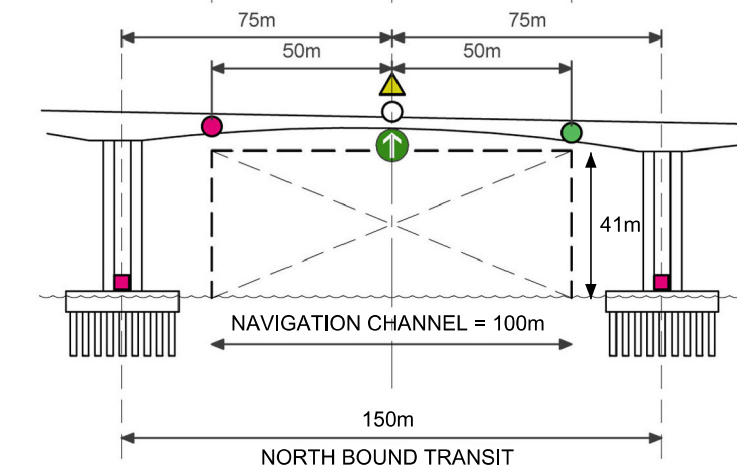 75m
75m
50m
50m
41m
NAVIGATION CHANNEL = 100m
150m
NORTH BOUND TRANSIT